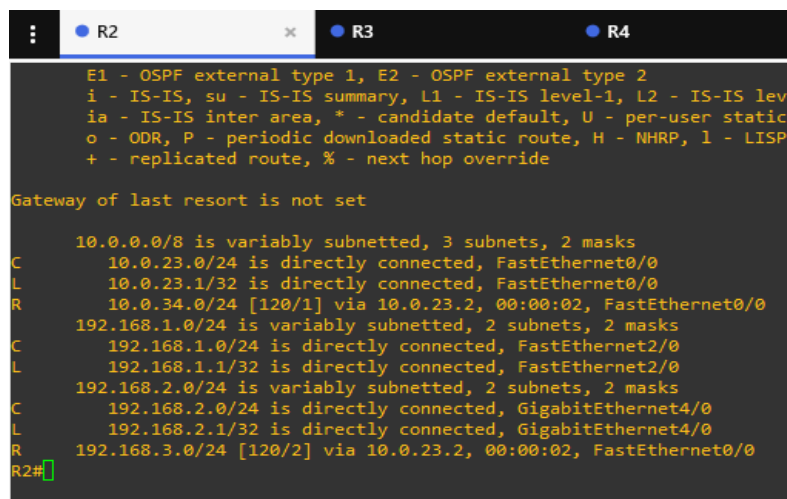 R2 × R3 R4
E1 - OSPF external type 1, E2 - OSPF external type 2
i - IS-IS, su - IS-IS summary, L1 - IS-IS level-1, L2 - IS-IS lev
ia - IS-IS inter area, * - candidate default, U - per-user static
o - ODR, P - periodic downloaded static route, H - NHRP, l - LISP
+ - replicated route, % - next hop override
Gateway of last resort is not set
10.0.0.0/8 is variably subnetted, 3 subnets, 2 masks
C 10.0.23.0/24 is directly connected, FastEthernet0/0
L 10.0.23.1/32 is directly connected, FastEthernet0/0
R 10.0.34.0/24 [120/1] via 10.0.23.2, 00:00:02, FastEthernet0/0
192.168.1.0/24 is variably subnetted, 2 subnets, 2 masks
C 192.168.1.0/24 is directly connected, FastEthernet2/0
L 192.168.1.1/32 is directly connected, FastEthernet2/0
192.168.2.0/24 is variably subnetted, 2 subnets, 2 masks
C 192.168.2.0/24 is directly connected, GigabitEthernet4/0
L 192.168.2.1/32 is directly connected, GigabitEthernet4/0
R 192.168.3.0/24 [120/2] via 10.0.23.2, 00:00:02, FastEthernet0/0
R2#